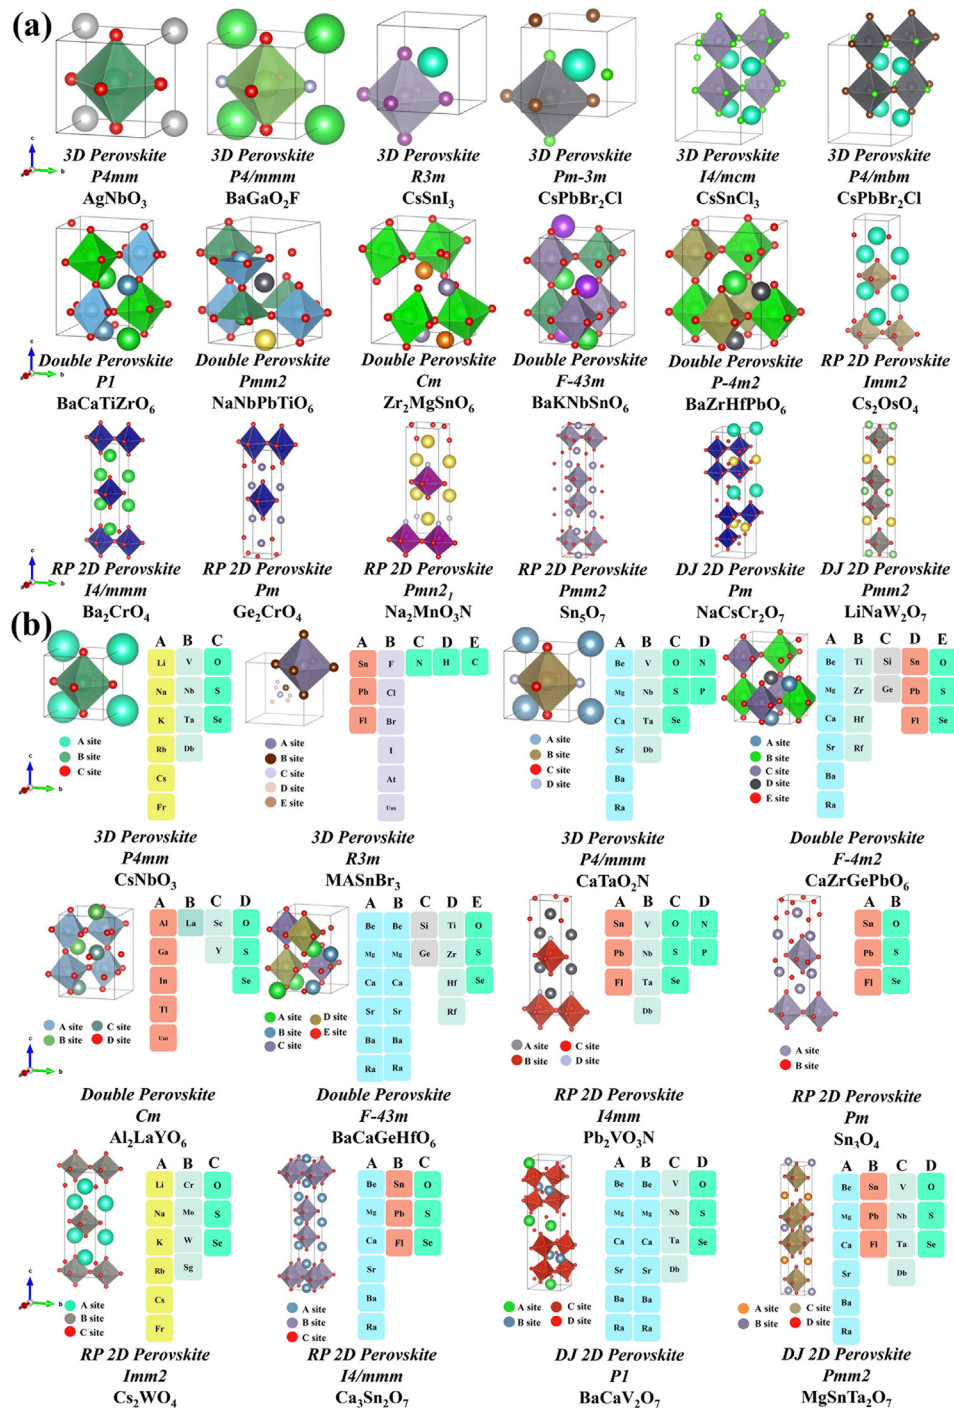 (a)
3D Perovskite
P4mm
AgNbO3
3D Perovskite
P4/mmm
BaGaO2F
3D Perovskite
R3m
CsSnI3
3D Perovskite
Pm-3m
CsPbBr2Cl
3D Perovskite
I4/mcm
CsSnCl3
3D Perovskite
P4/mbm
CsPbBr2Cl
Double Perovskite
P1
BaCaTiZrO6
Double Perovskite
Pmm2
NaNbPbTiO6
Double Perovskite
Cm
Zr2MgSnO6
Double Perovskite
F-43m
BaKNbSnO6
Double Perovskite
P-4m2
BaZrHfPbO6
RP 2D Perovskite
Imm2
Cs2OsO4
RP 2D Perovskite
I4/mmm
Ba2CrO4
RP 2D Perovskite
Pm
Ge2CrO4
RP 2D Perovskite
Pmn21
Na2MnO3N
RP 2D Perovskite
Pmm2
Sn5O7
DJ 2D Perovskite
Pm
NaCsCr2O7
DJ 2D Perovskite
Pmm2
LiNaW2O7
(b)
A B C
Li V O
Na Nb S
K Ta Se
Rb Db
Cs
Fr
A site
B site
C site
3D Perovskite
P4mm
CsNbO3
A B C D E
Sn F N H C
Pb Cl
Fl Br
I
At
Uus
A site
B site
C site
D site
E site
3D Perovskite
R3m
MASnBr3
A B C D
Be V O N
Mg Nb S P
Ca Ta Se
Sr Db
Ba
Ra
A site
B site
C site
D site
3D Perovskite
P4/mmm
CaTaO2N
A B C D E
Be Ti Si Sn O
Mg Zr Ge Pb S
Ca Hf Fl Se
Sr Rf
Ba
Ra
A site
B site
C site
D site
E site
Double Perovskite
F-4m2
CaZrGePbO6
A B C D
Al La Sc O
Ga Y S
In Se
Tl
Uut
A site C site
B site D site
Double Perovskite
Cm
Al2LaYO6
A B C D E
Be Be Si Ti O
Mg Mg Ge Zr S
Ca Ca Hf Se
Sr Sr Rf
Ba Ba
Ra Ra
A site D site
B site E site
C site
Double Perovskite
F-43m
BaCaGeHfO6
A B C D
Sn V O N
Pb Nb S P
Fl Ta Se
Db
A site C site
B site D site
RP 2D Perovskite
I4mm
Pb2VO3N
A B
Sn O
Pb S
Fl Se
A site
B site
RP 2D Perovskite
Pm
Sn3O4
A B C
Li Cr O
Na Mo S
K W Se
Rb Sg
Cs
Fr
A site
B site
C site
RP 2D Perovskite
Imm2
Cs2WO4
A B C
Be Sn O
Mg Pb S
Ca Fl Se
Sr
Ba
Ra
A site
B site
C site
RP 2D Perovskite
I4/mmm
Ca3Sn2O7
A B C D
Be Be V O
Mg Mg Nb S
Ca Ca Ta Se
Sr Sr Db
Ba Ba
Ra Ra
A site C site
B site D site
DJ 2D Perovskite
P1
BaCaV2O7
A B C D
Be Sn V O
Mg Pb Nb S
Ca Fl Ta Se
Sr Db
Ba
Ra
A site C site
B site D site
DJ 2D Perovskite
Pmm2
MgSnTa2O7